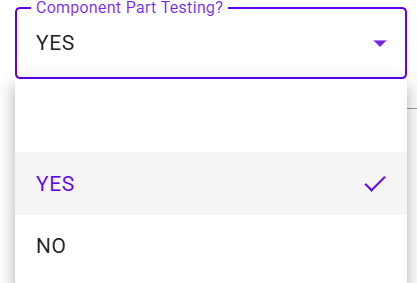 Component Part Testing?
YES
YES
NO